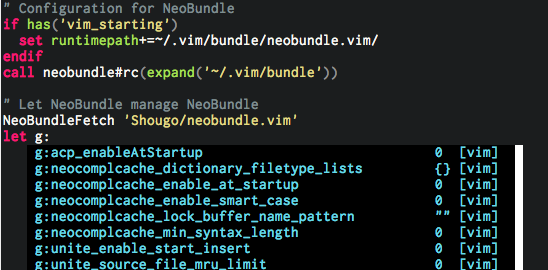 " Configuration for NeoBundle
if has('vim_starting')
  set runtimepath+=~/.vim/bundle/neobundle.vim/
endif
call neobundle#rc(expand('~/.vim/bundle'))

" Let NeoBundle manage NeoBundle
NeoBundleFetch 'Shougo/neobundle.vim'
let g:
g:acp_enableAtStartup 0 [vim]
g:neocomplcache_dictionary_filetype_lists {} [vim]
g:neocomplcache_enable_at_startup 0 [vim]
g:neocomplcache_enable_smart_case 0 [vim]
g:neocomplcache_lock_buffer_name_pattern "" [vim]
g:neocomplcache_min_syntax_length 0 [vim]
g:unite_enable_start_insert 0 [vim]
g:unite_source_file_mru_limit 0 [vim]